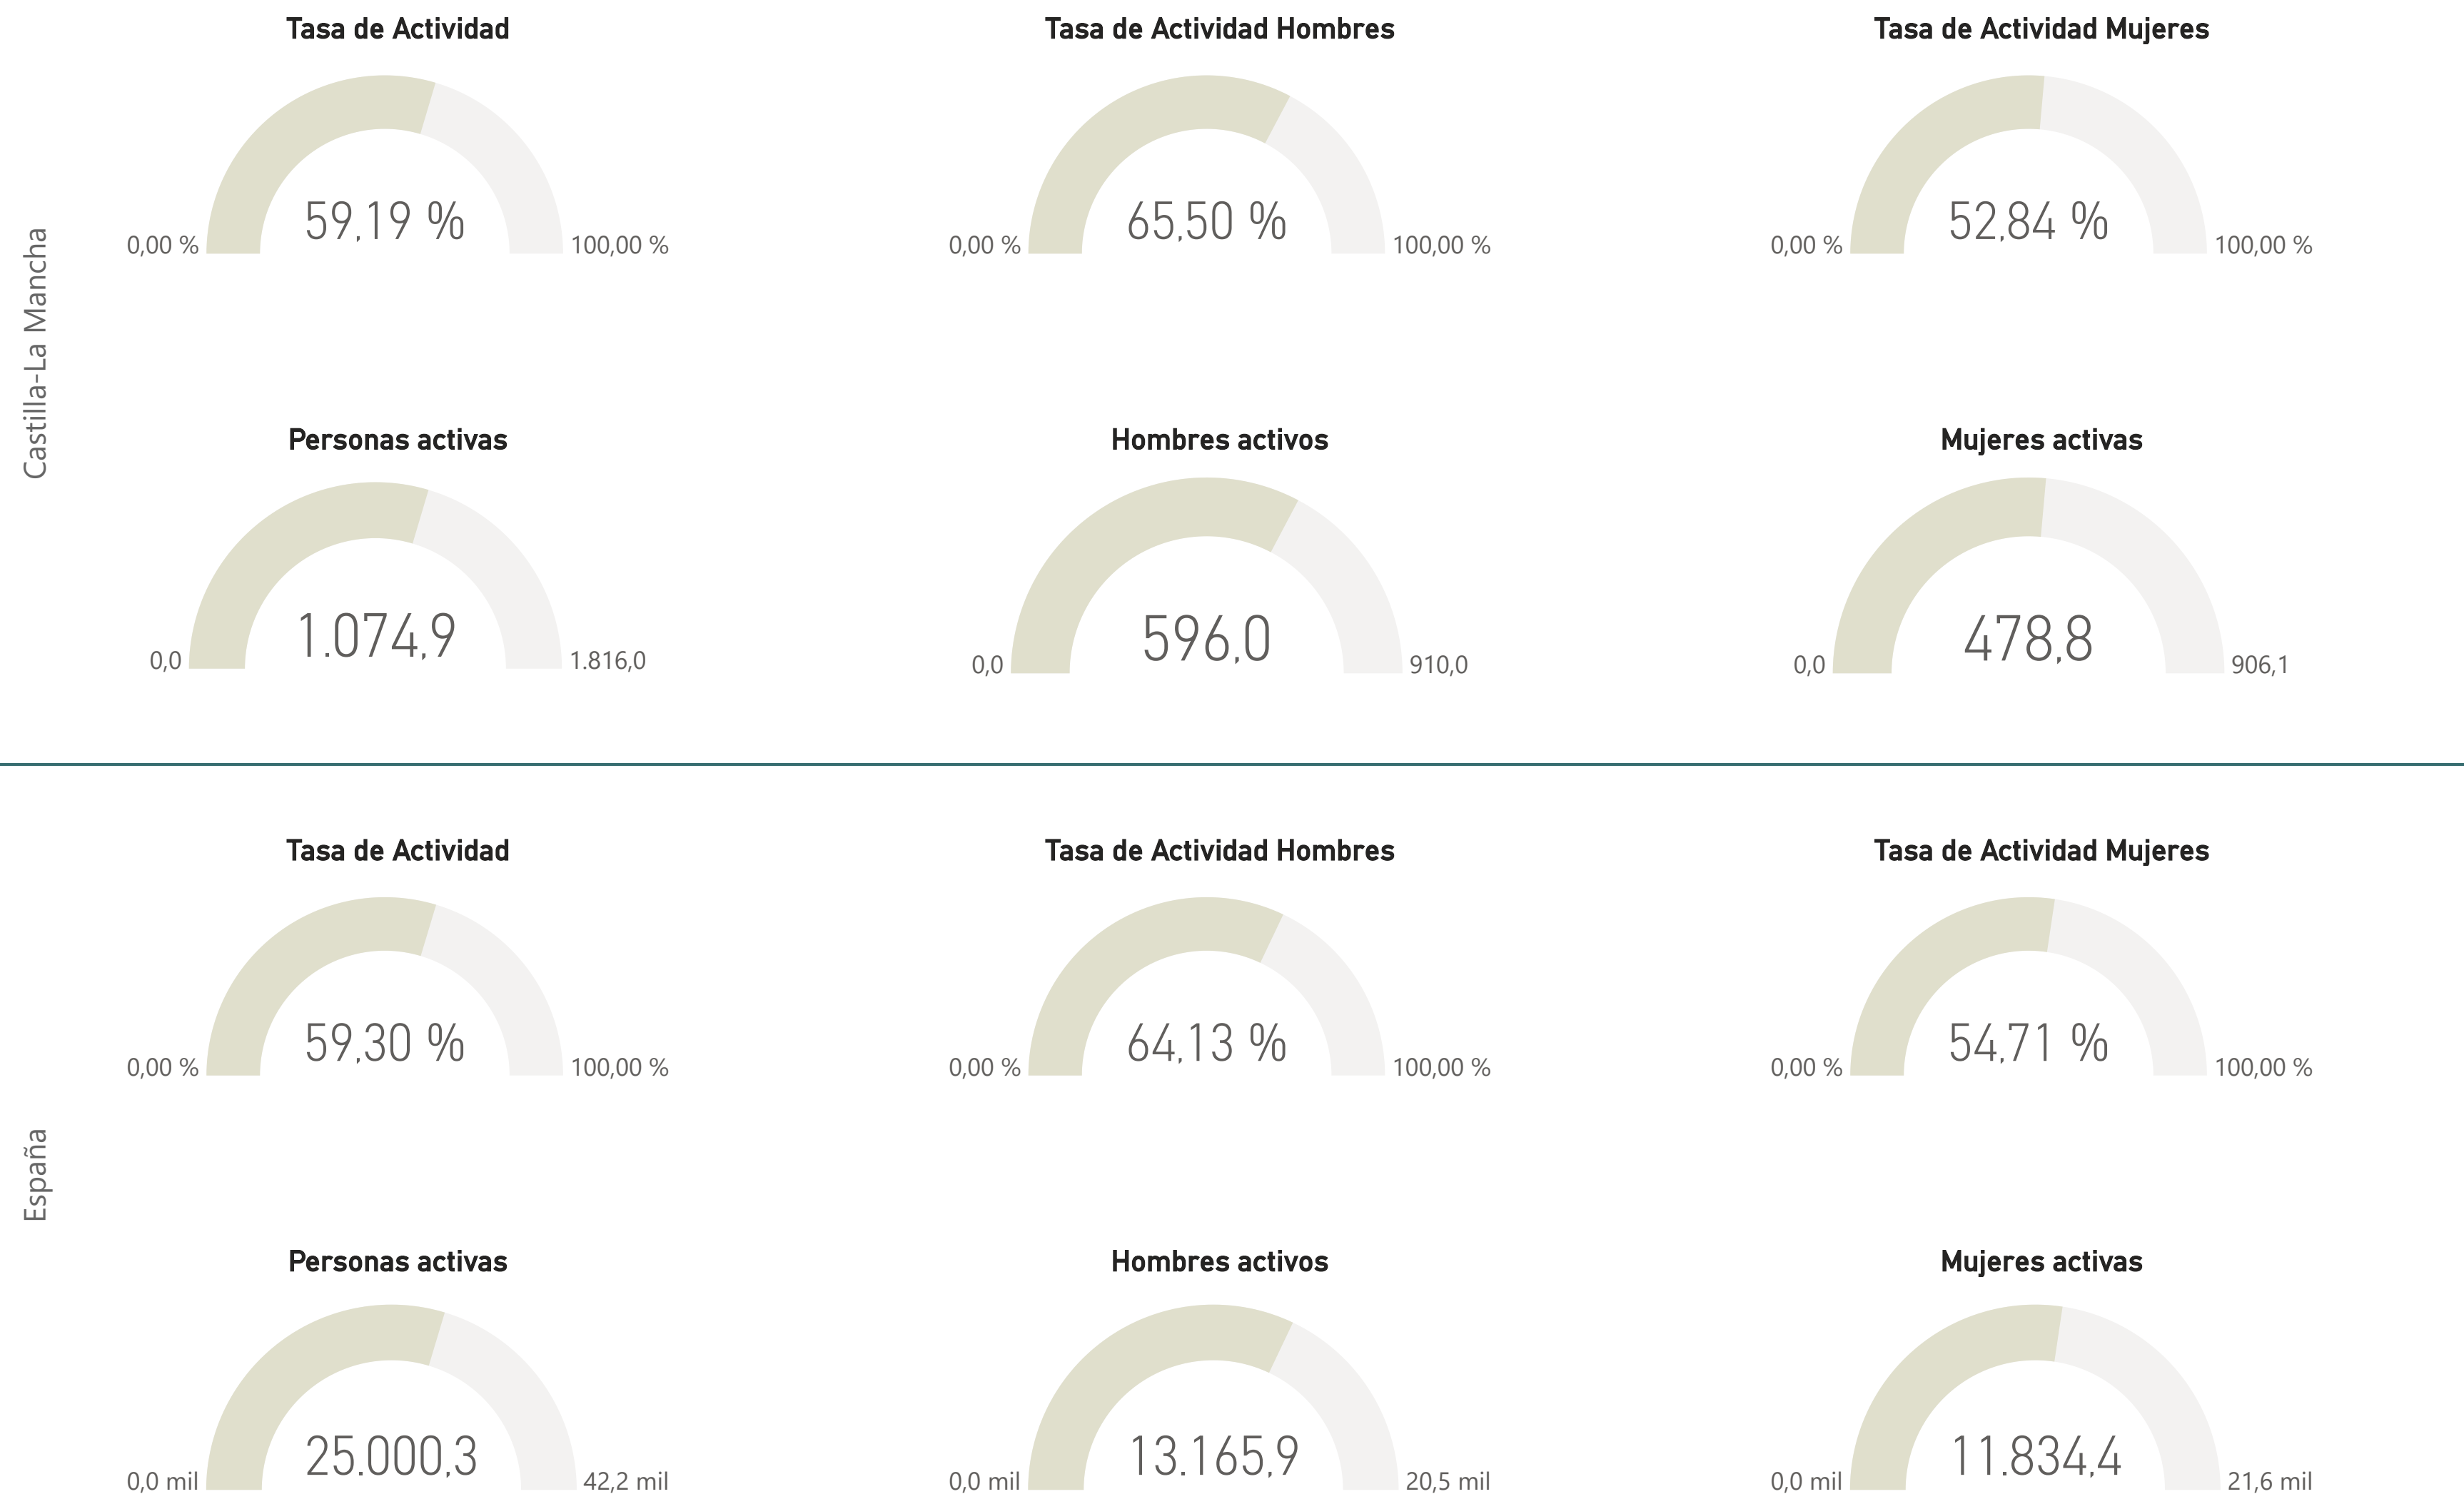 Castilla-La Mancha
Tasa de Actividad
59,19 %
0,00 %
100,00 %
Tasa de Actividad Hombres
65,50 %
0,00 %
100,00 %
Tasa de Actividad Mujeres
52,84 %
0,00 %
100,00 %
Personas activas
1.074,9
0,0
1.816,0
Hombres activos
596,0
0,0
910,0
Mujeres activas
478,8
0,0
906,1
España
Tasa de Actividad
59,30 %
0,00 %
100,00 %
Tasa de Actividad Hombres
64,13 %
0,00 %
100,00 %
Tasa de Actividad Mujeres
54,71 %
0,00 %
100,00 %
Personas activas
25.000,3
0,0 mil
42,2 mil
Hombres activos
13.165,9
0,0 mil
20,5 mil
Mujeres activas
11.834,4
0,0 mil
21,6 mil